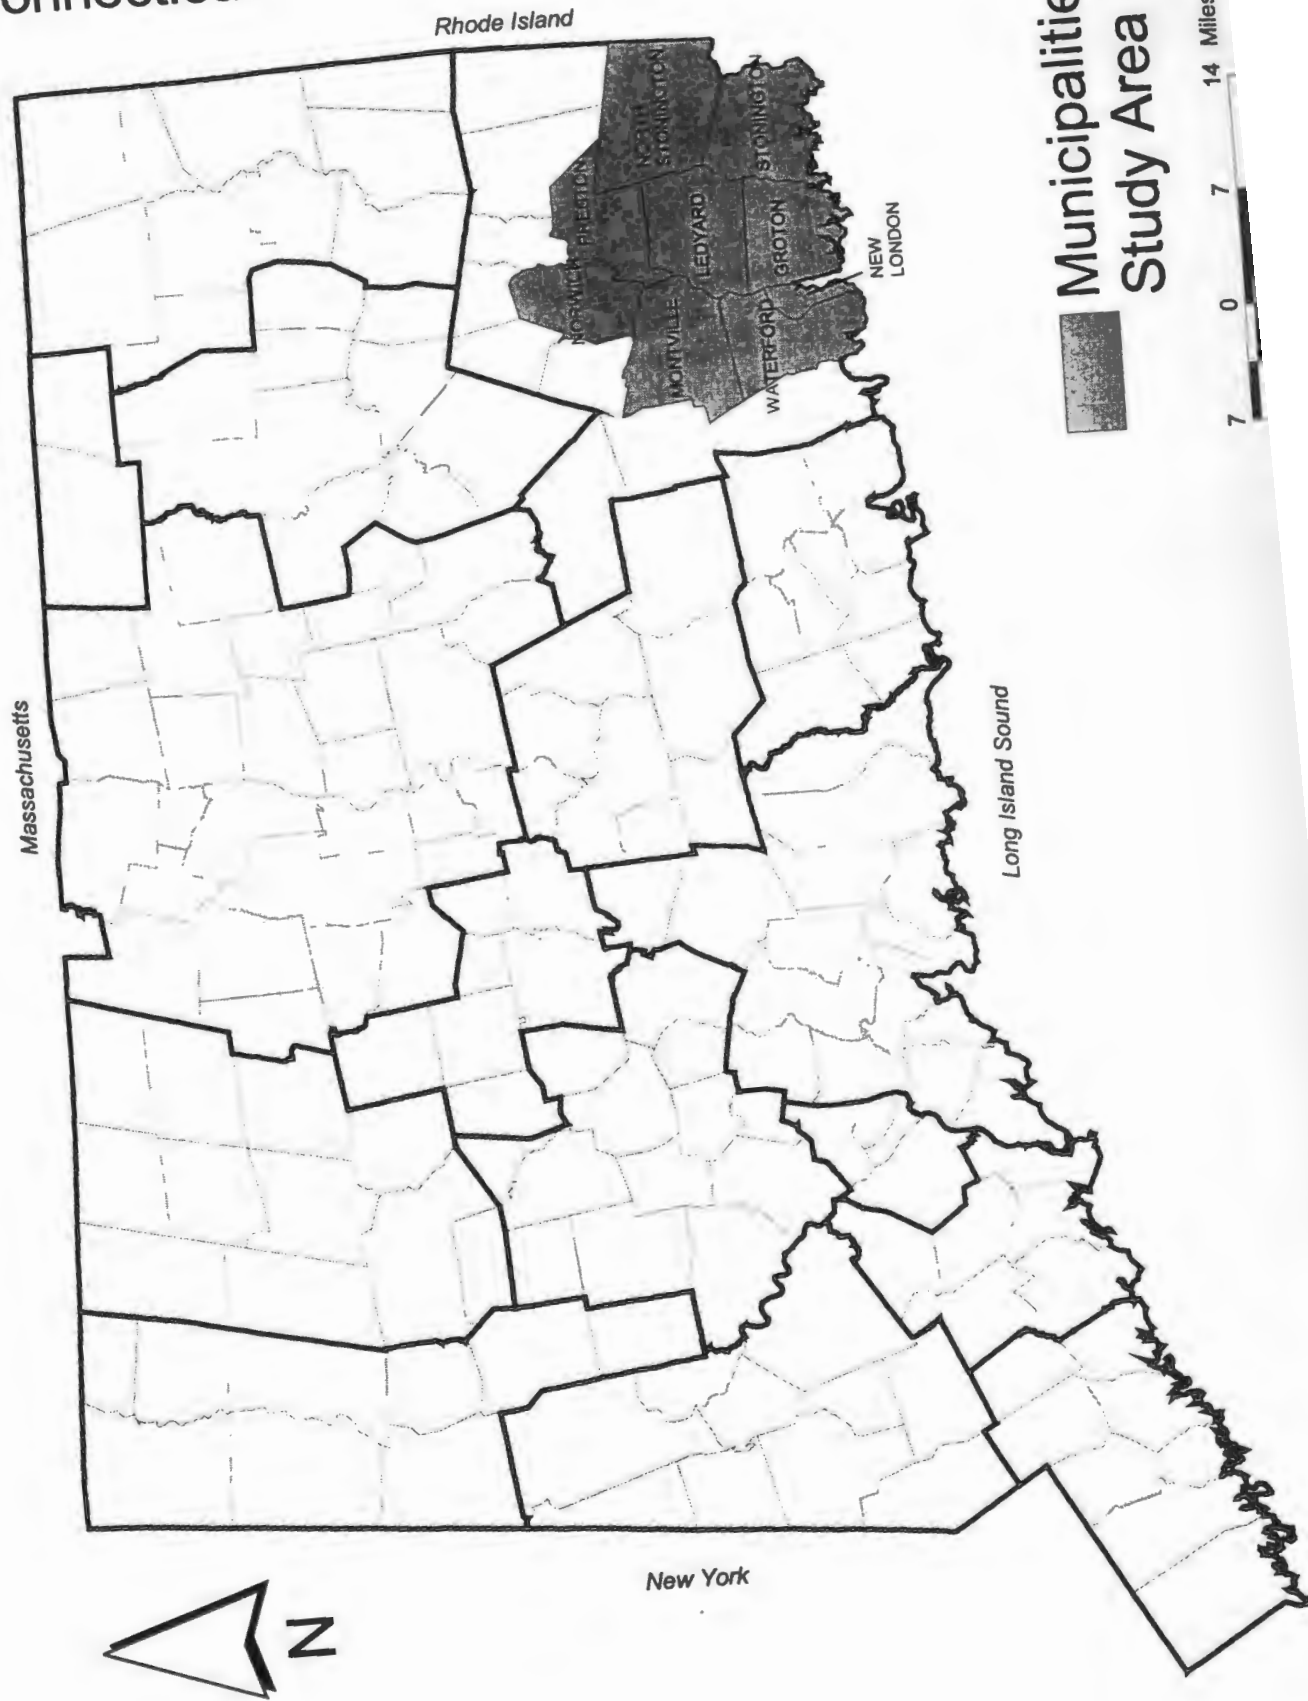 Rhode Island
Massachusetts
NORTH
STONINGTON
STONINGTON
PRESTON
NORWICH
LEDYARD
GROTON
MONTVILLE
WATERFORD
NEW
LONDON
Long Island Sound
New York
N
Municipalitie
Study Area
7 0 7 14 Miles